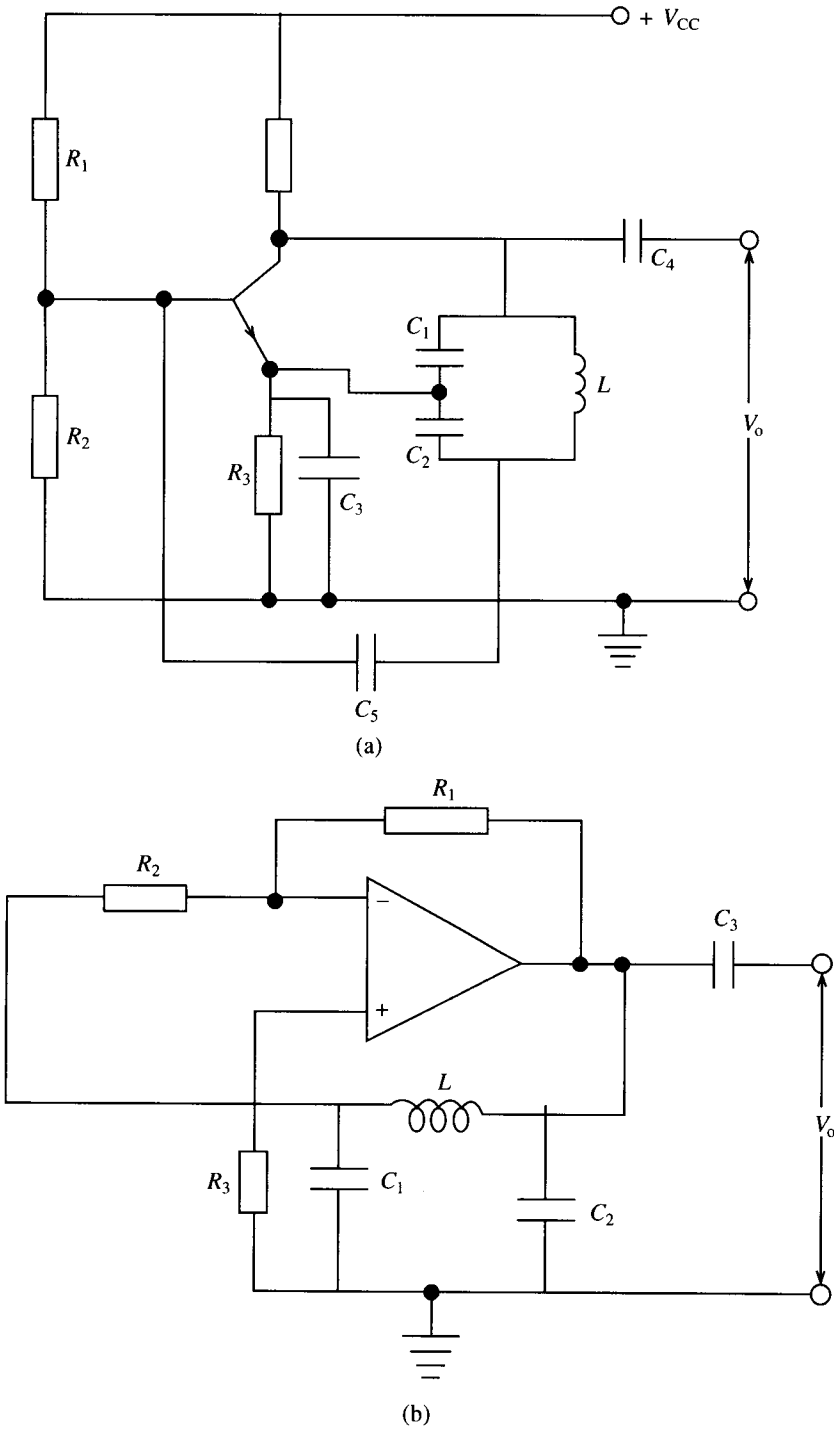 + V_CC
R_1
C_4
C_1
L
V_o
R_2
C_2
R_3
C_3
C_5
(a)
R_1
R_2
−
C_3
+
L
V_o
R_3
C_1
C_2
(b)